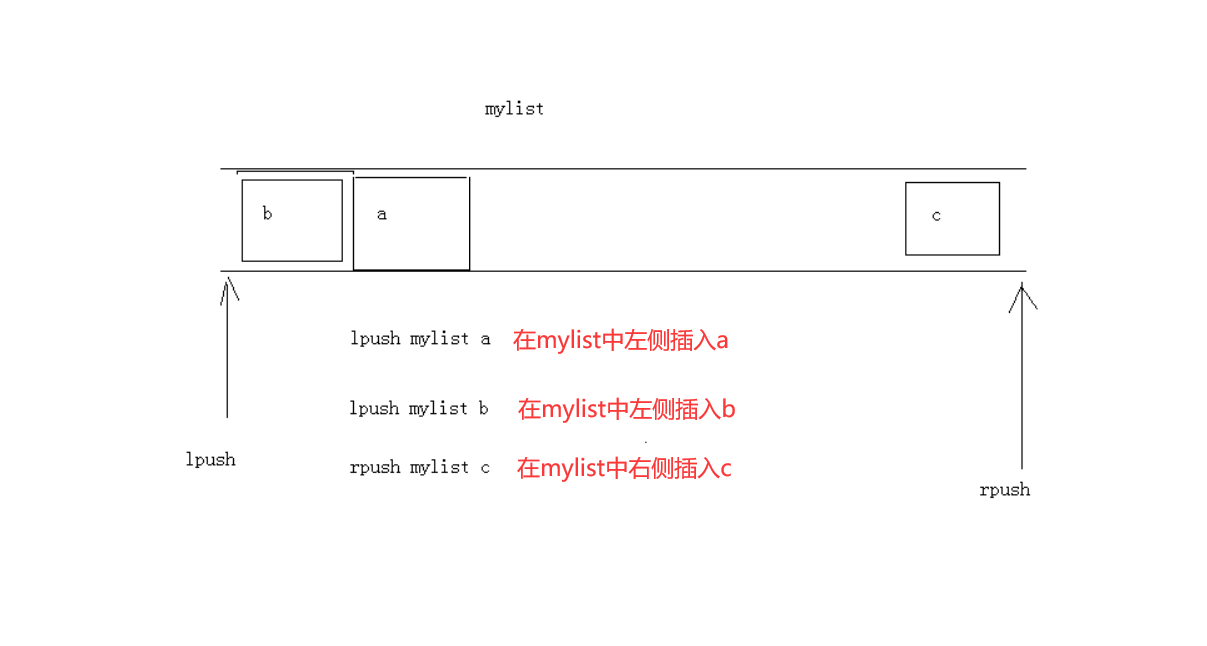 mylist
b a c
lpush mylist a 在mylist中左侧插入a
lpush mylist b 在mylist中左侧插入b
lpush
rpush mylist c 在mylist中右侧插入c
rpush